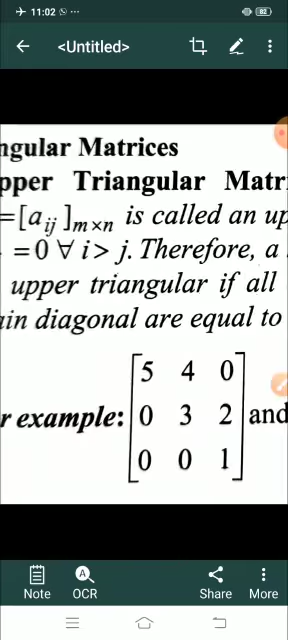 11:02
82
<Untitled>
ngular Matrices
pper Triangular Matr
=[a_ij]_m×n is called an up
=0 ∀ i> j. Therefore, a
upper triangular if all
ain diagonal are equal to
r example: [5 4 0
0 3 2
0 0 1] and
Note OCR Share More